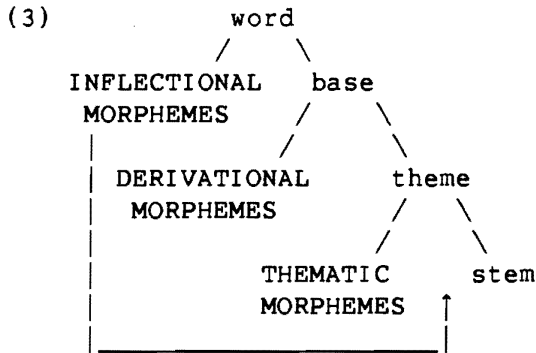 (3) word
INFLECTIONAL base
MORPHEMES
DERIVATIONAL theme
MORPHEMES
THEMATIC stem
MORPHEMES